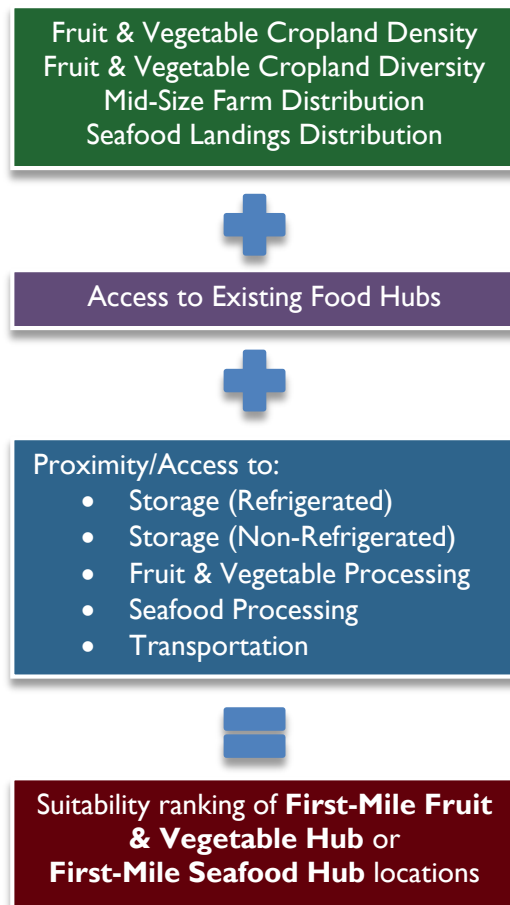 Fruit & Vegetable Cropland Density
Fruit & Vegetable Cropland Diversity
Mid-Size Farm Distribution
Seafood Landings Distribution
Access to Existing Food Hubs
Proximity/Access to:
• Storage (Refrigerated)
• Storage (Non-Refrigerated)
• Fruit & Vegetable Processing
• Seafood Processing
• Transportation
Suitability ranking of First-Mile Fruit
& Vegetable Hub or
First-Mile Seafood Hub locations